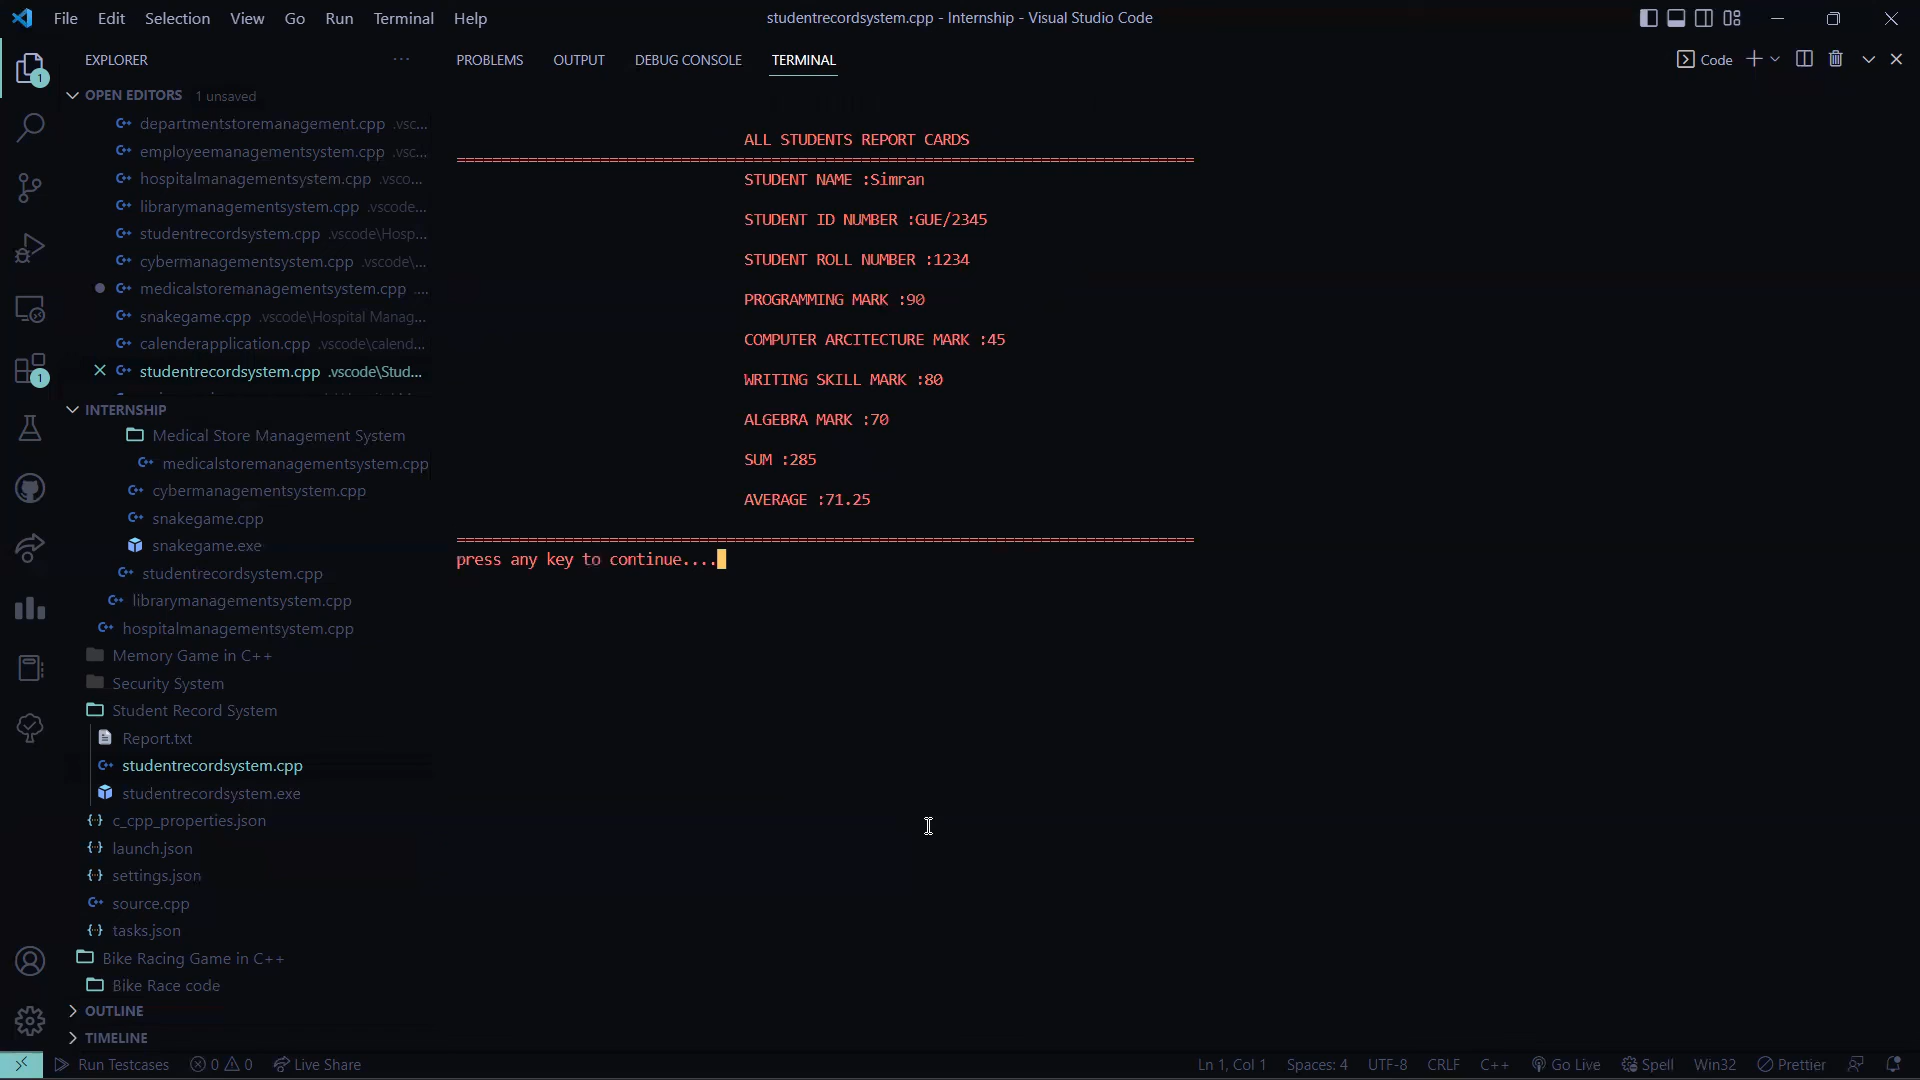 File Edit Selection View Go Run Terminal Help
studentrecordsystem.cpp - Internship - Visual Studio Code
EXPLORER
PROBLEMS OUTPUT DEBUG CONSOLE TERMINAL
Code
OPEN EDITORS 1 unsaved
departmentstoremanagement.cpp .vsc...
employeemanagementsystem.cpp .vsc...
hospitalmanagementsystem.cpp .vsco...
librarymanagementsystem.cpp .vscode...
studentrecordsystem.cpp .vscode\Hosp...
cybermanagementsystem.cpp .vscode\...
medicalstoremanagementsystem.cpp ....
snakegame.cpp .vscode\Hospital Manag...
calenderapplication.cpp .vscode\calend...
studentrecordsystem.cpp .vscode\Stud...
INTERNSHIP
Medical Store Management System
medicalstoremanagementsystem.cpp
cybermanagementsystem.cpp
snakegame.cpp
snakegame.exe
studentrecordsystem.cpp
librarymanagementsystem.cpp
hospitalmanagementsystem.cpp
Memory Game in C++
Security System
Student Record System
Report.txt
studentrecordsystem.cpp
studentrecordsystem.exe
c_cpp_properties.json
launch.json
settings.json
source.cpp
tasks.json
Bike Racing Game in C++
Bike Race code
OUTLINE
TIMELINE
1
1
ALL STUDENTS REPORT CARDS
==================================================================================
STUDENT NAME :Simran
STUDENT ID NUMBER :GUE/2345
STUDENT ROLL NUMBER :1234
PROGRAMMING MARK :90
COMPUTER ARCITECTURE MARK :45
WRITING SKILL MARK :80
ALGEBRA MARK :70
SUM :285
AVERAGE :71.25
==================================================================================
press any key to continue....
Run Testcases 0 0 Live Share
Ln 1, Col 1 Spaces: 4 UTF-8 CRLF C++ Go Live Spell Win32 Prettier